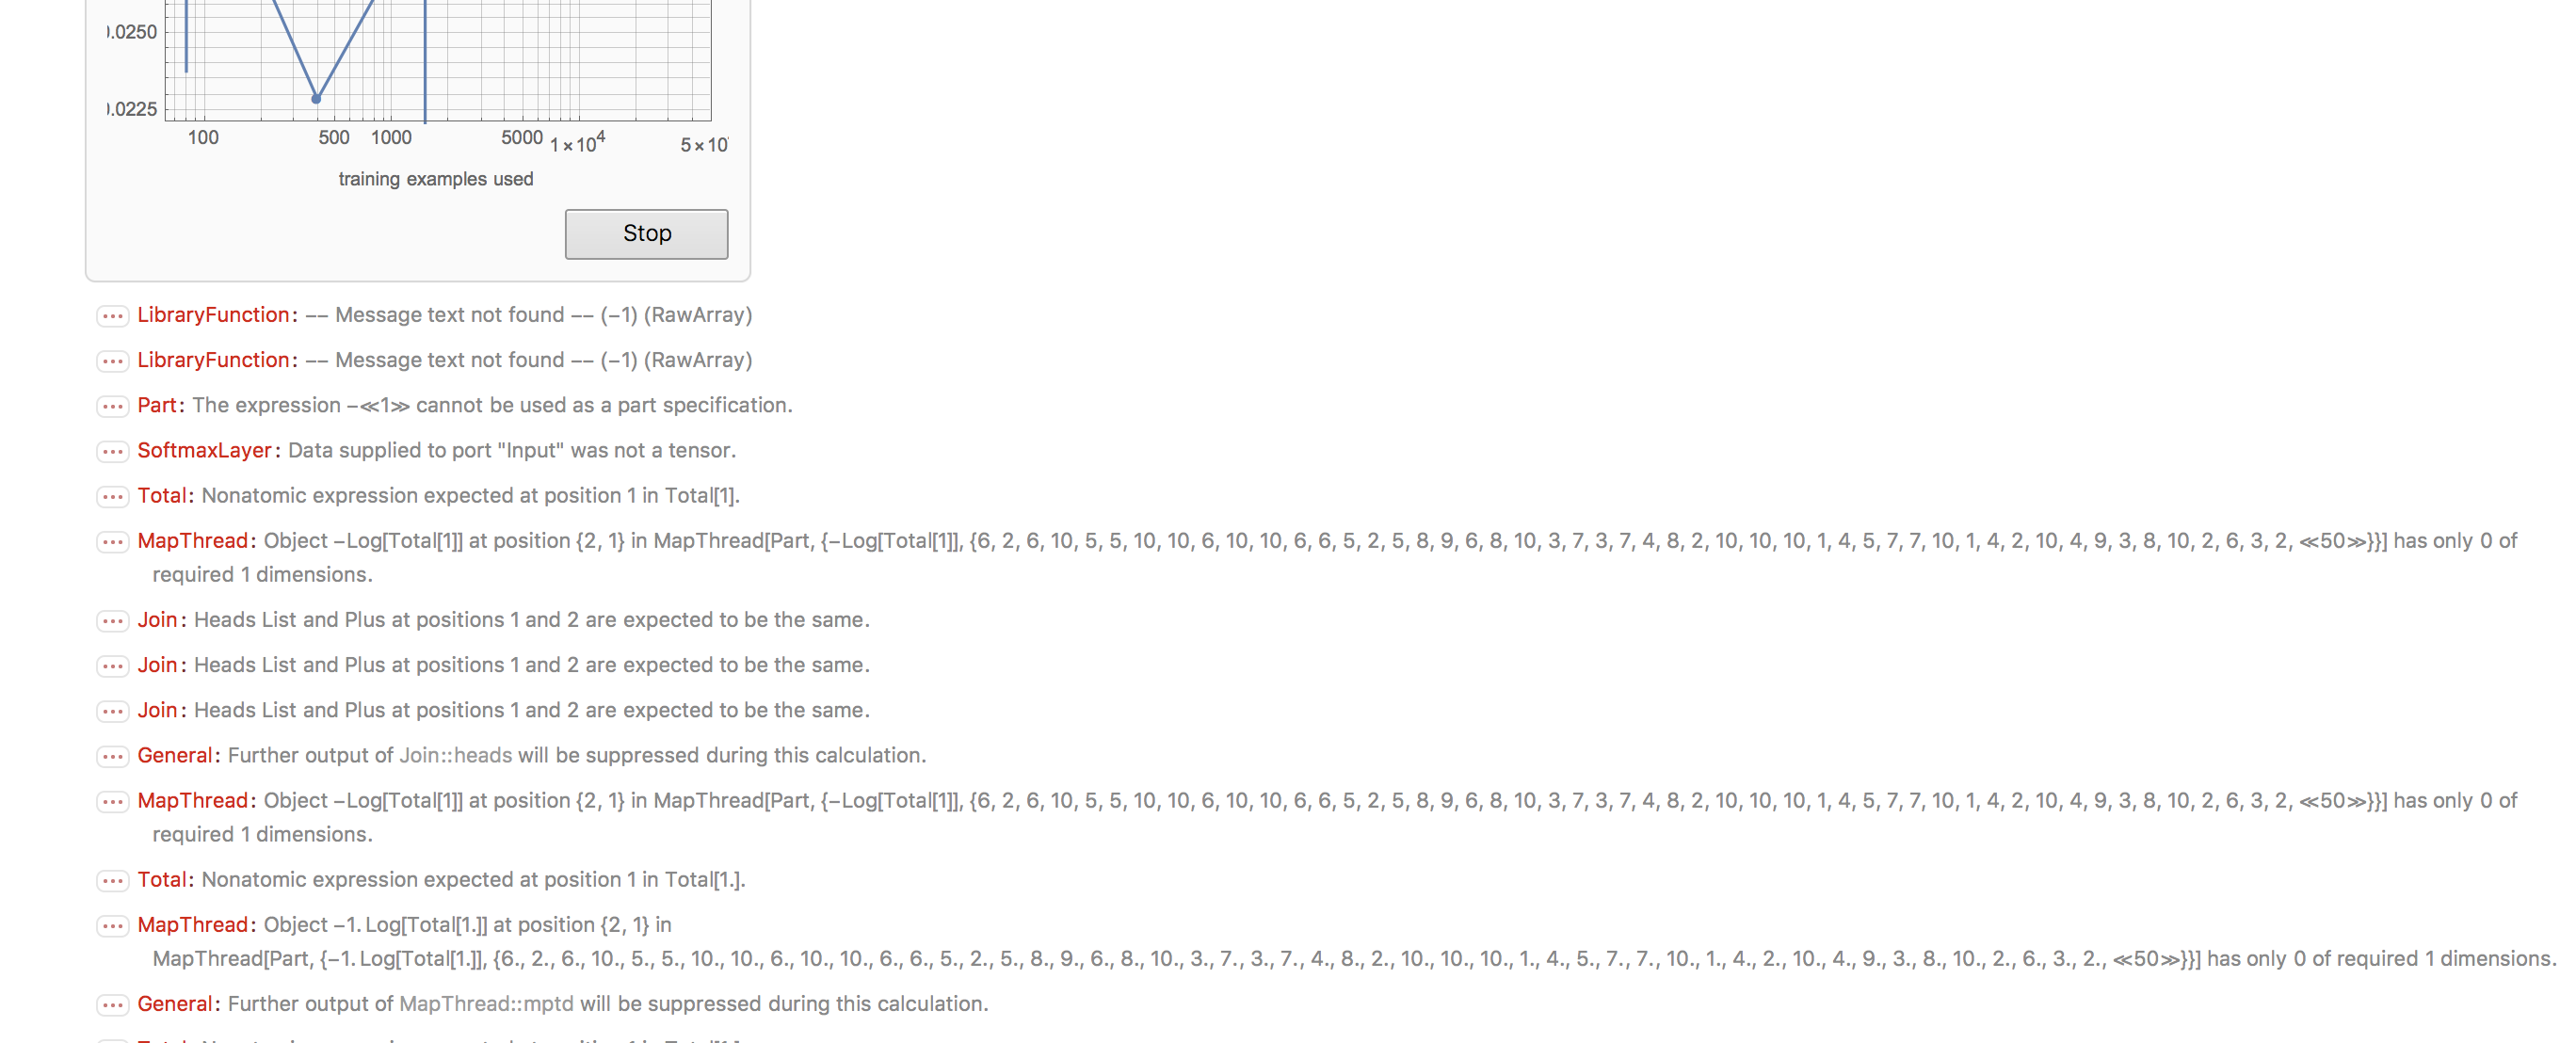 0.0250
0.0225
100 500 1000 5000 1×10⁴ 5×10
training examples used
Stop
LibraryFunction: -- Message text not found -- (-1) (RawArray)
LibraryFunction: -- Message text not found -- (-1) (RawArray)
Part: The expression -≪1≫ cannot be used as a part specification.
SoftmaxLayer: Data supplied to port "Input" was not a tensor.
Total: Nonatomic expression expected at position 1 in Total[1].
MapThread: Object -Log[Total[1]] at position {2, 1} in MapThread[Part, {-Log[Total[1]], {6, 2, 6, 10, 5, 5, 10, 10, 6, 10, 10, 6, 6, 5, 2, 5, 8, 9, 6, 8, 10, 3, 7, 3, 7, 4, 8, 2, 10, 10, 10, 1, 4, 5, 7, 7, 10, 1, 4, 2, 10, 4, 9, 3, 8, 10, 2, 6, 3, 2, ≪50≫}}] has only 0 of
required 1 dimensions.
Join: Heads List and Plus at positions 1 and 2 are expected to be the same.
Join: Heads List and Plus at positions 1 and 2 are expected to be the same.
Join: Heads List and Plus at positions 1 and 2 are expected to be the same.
General: Further output of Join::heads will be suppressed during this calculation.
MapThread: Object -Log[Total[1]] at position {2, 1} in MapThread[Part, {-Log[Total[1]], {6, 2, 6, 10, 5, 5, 10, 10, 6, 10, 10, 6, 6, 5, 2, 5, 8, 9, 6, 8, 10, 3, 7, 3, 7, 4, 8, 2, 10, 10, 10, 1, 4, 5, 7, 7, 10, 1, 4, 2, 10, 4, 9, 3, 8, 10, 2, 6, 3, 2, ≪50≫}}] has only 0 of
required 1 dimensions.
Total: Nonatomic expression expected at position 1 in Total[1.].
MapThread: Object -1. Log[Total[1.]] at position {2, 1} in
MapThread[Part, {-1. Log[Total[1.]], {6., 2., 6., 10., 5., 5., 10., 10., 6., 10., 10., 6., 6., 5., 2., 5., 8., 9., 6., 8., 10., 3., 7., 3., 7., 4., 8., 2., 10., 10., 10., 1., 4., 5., 7., 7., 10., 1., 4., 2., 10., 4., 9., 3., 8., 10., 2., 6., 3., 2., ≪50≫}}] has only 0 of required 1 dimensions.
General: Further output of MapThread::mptd will be suppressed during this calculation.